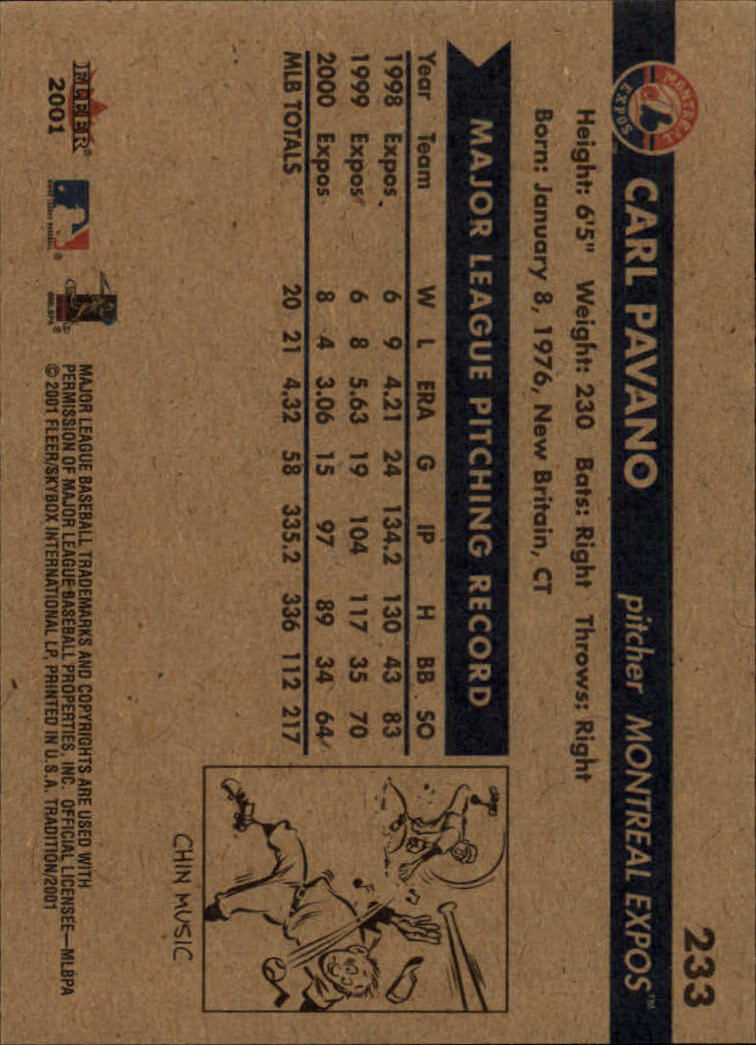 233
MONTREAL EXPOS
CARL PAVANO pitcher MONTREAL EXPOS™
Height: 6'5" Weight: 230 Bats: Right Throws: Right
Born: January 8, 1976, New Britain, CT
MAJOR LEAGUE PITCHING RECORD
Year Team W L ERA G IP H BB SO
1998 Expos 6 9 4.21 24 134.2 130 43 83
1999 Expos 6 8 5.63 19 104 117 35 70
2000 Expos 8 4 3.06 15 97 89 34 64
MLB TOTALS 20 21 4.32 58 335.2 336 112 217
CHIN MUSIC
FLEER®
2001
MAJOR LEAGUE BASEBALL TRADEMARKS AND COPYRIGHTS ARE USED WITH
PERMISSION OF MAJOR LEAGUE BASEBALL PROPERTIES, INC. OFFICIAL LICENSEE—MLBPA
© 2001 FLEER/SKYBOX INTERNATIONAL LP, PRINTED IN U.S.A. TRADITION/2001